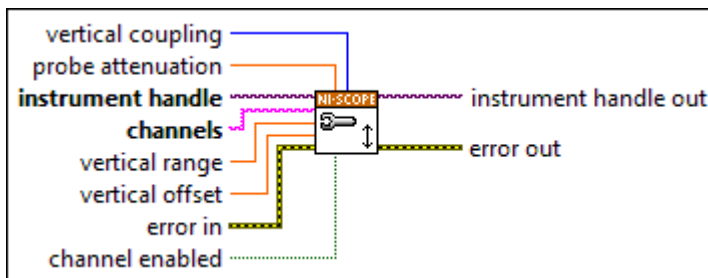 vertical coupling
probe attenuation
instrument handle
channels
vertical range
vertical offset
error in
channel enabled
NI-SCOPE
instrument handle out
error out